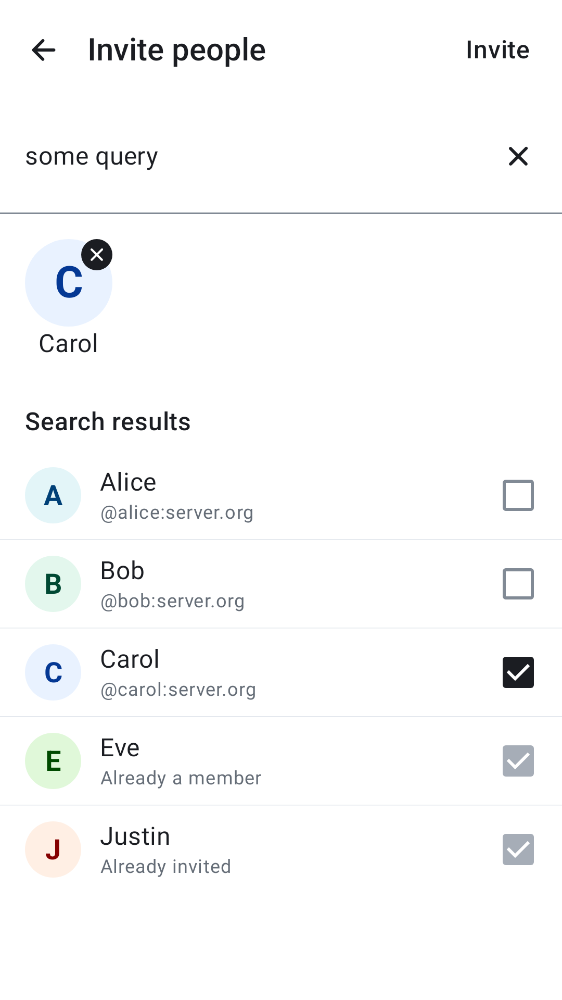 Invite people
Invite
some query
C
Carol
Search results
A
Alice
@alice:server.org
B
Bob
@bob:server.org
C
Carol
@carol:server.org
E
Eve
Already a member
J
Justin
Already invited